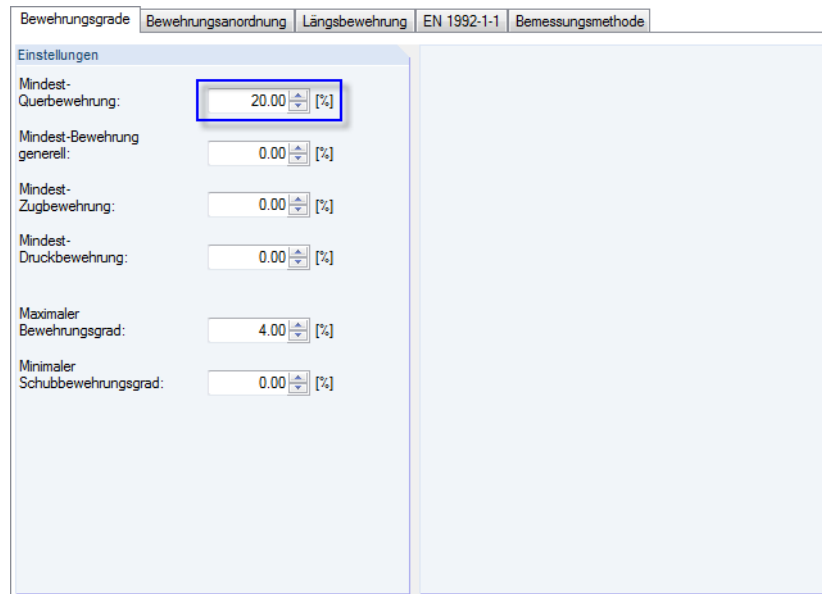 Bewehrungsgrade Bewehrungsanordnung Längsbewehrung EN 1992-1-1 Bemessungsmethode
Einstellungen
Mindest-
Querbewehrung: 20.00 [%]
Mindest-Bewehrung
generell: 0.00 [%]
Mindest-
Zugbewehrung: 0.00 [%]
Mindest-
Druckbewehrung: 0.00 [%]
Maximaler
Bewehrungsgrad: 4.00 [%]
Minimaler
Schubbewehrungsgrad: 0.00 [%]